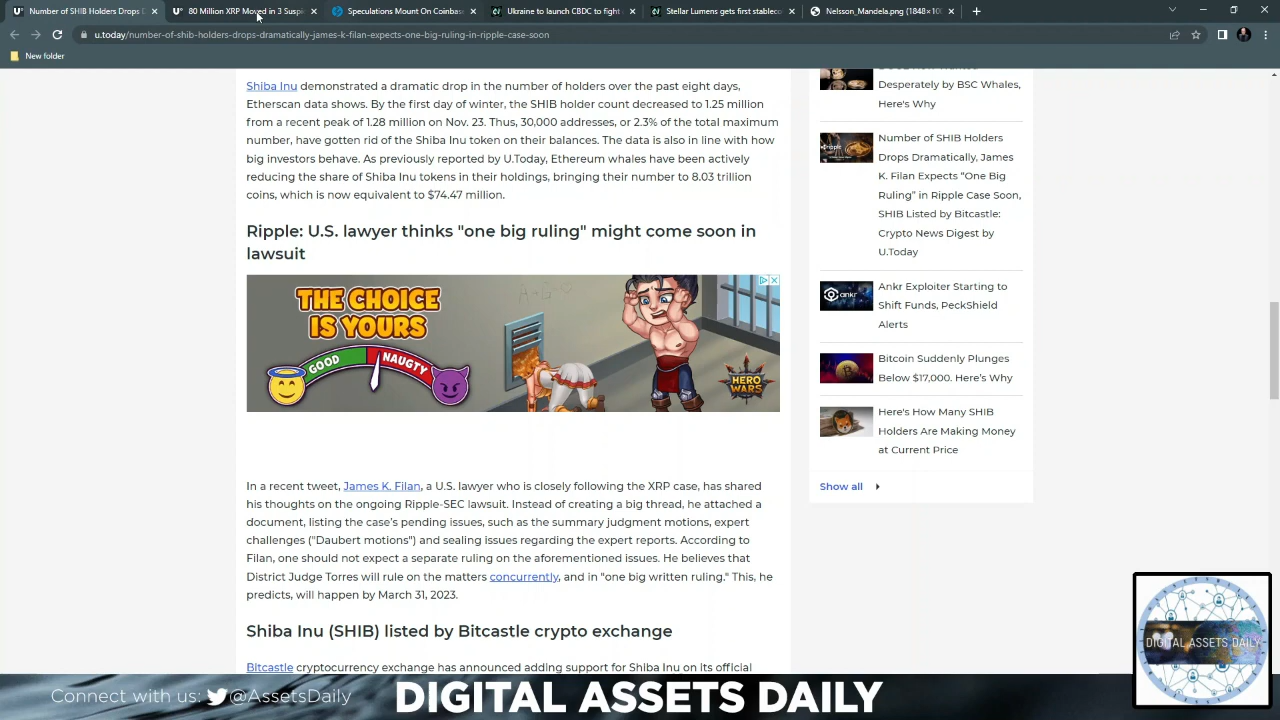 Number of SHIB Holders Drops D
80 Million XRP Moved in 3 Suspi
Speculations Mount On Coinbase
Ukraine to launch CBDC to fight
Stellar Lumens gets first stableco
Nelsson_Mandela.png (1848×10
u.today/number-of-shib-holders-drops-dramatically-james-k-filan-expects-one-big-ruling-in-ripple-case-soon
New folder
Shiba Inu demonstrated a dramatic drop in the number of holders over the past eight days,
Etherscan data shows. By the first day of winter, the SHIB holder count decreased to 1.25 million
from a recent peak of 1.28 million on Nov. 23. Thus, 30,000 addresses, or 2.3% of the total maximum
number, have gotten rid of the Shiba Inu token on their balances. The data is also in line with how
big investors behave. As previously reported by U.Today, Ethereum whales have been actively
reducing the share of Shiba Inu tokens in their holdings, bringing their number to 8.03 trillion
coins, which is now equivalent to $74.47 million.
Ripple: U.S. lawyer thinks "one big ruling" might come soon in
lawsuit
THE CHOICE
IS YOURS
GOOD
NAUGTY
HERO
WARS
In a recent tweet, James K. Filan, a U.S. lawyer who is closely following the XRP case, has shared
his thoughts on the ongoing Ripple-SEC lawsuit. Instead of creating a big thread, he attached a
document, listing the case's pending issues, such as the summary judgment motions, expert
challenges ("Daubert motions") and sealing issues regarding the expert reports. According to
Filan, one should not expect a separate ruling on the aforementioned issues. He believes that
District Judge Torres will rule on the matters concurrently, and in "one big written ruling." This, he
predicts, will happen by March 31, 2023.
Shiba Inu (SHIB) listed by Bitcastle crypto exchange
Bitcastle cryptocurrency exchange has announced adding support for Shiba Inu on its official
Desperately by BSC Whales,
Here's Why
Number of SHIB Holders
Drops Dramatically, James
K. Filan Expects “One Big
Ruling” in Ripple Case Soon,
SHIB Listed by Bitcastle:
Crypto News Digest by
U.Today
ankr
Ankr Exploiter Starting to
Shift Funds, PeckShield
Alerts
Bitcoin Suddenly Plunges
Below $17,000. Here’s Why
Here's How Many SHIB
Holders Are Making Money
at Current Price
Show all
DIGITAL ASSETS DAILY
Connect with us: @AssetsDaily
DIGITAL ASSETS DAILY